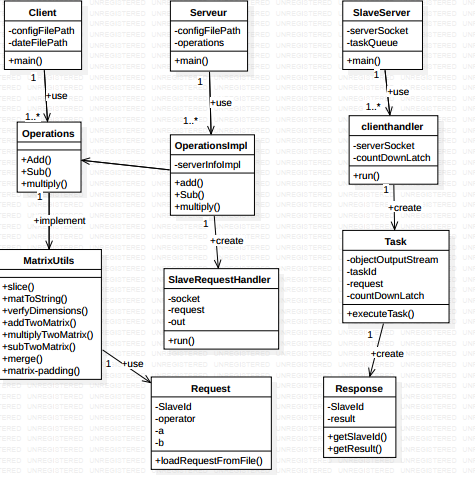 Client
-configFilePath
-dateFilePath
+main()
1
+use
1..*
Operations
+Add()
+Sub()
+multiply()
1
+implement
MatrixUtils
+slice()
+matToString()
+verfyDimensions()
+addTwoMatrix()
+multiplyTwoMatrix()
+subTwoMatrix()
+merge()
+matrix-padding()
1
+use
Serveur
-configFilePath
-operations
+main()
1
+use
1..*
OperationsImpl
-serverInfoImpl
+add()
+Sub()
+multiply()
1
+create
SlaveRequestHandler
-socket
-request
-out
+run()
Request
-SlaveId
-operator
-a
-b
+loadRequestFromFile()
SlaveServer
-serverSocket
-taskQueue
+main()
1
+use
1..*
clienthandler
-serverSocket
-countDownLatch
+run()
1
+create
Task
-objectOutputStream
-taskId
-request
-countDownLatch
+executeTask()
1
+create
Response
-SlaveId
-result
+getSlaveId()
+getResult()